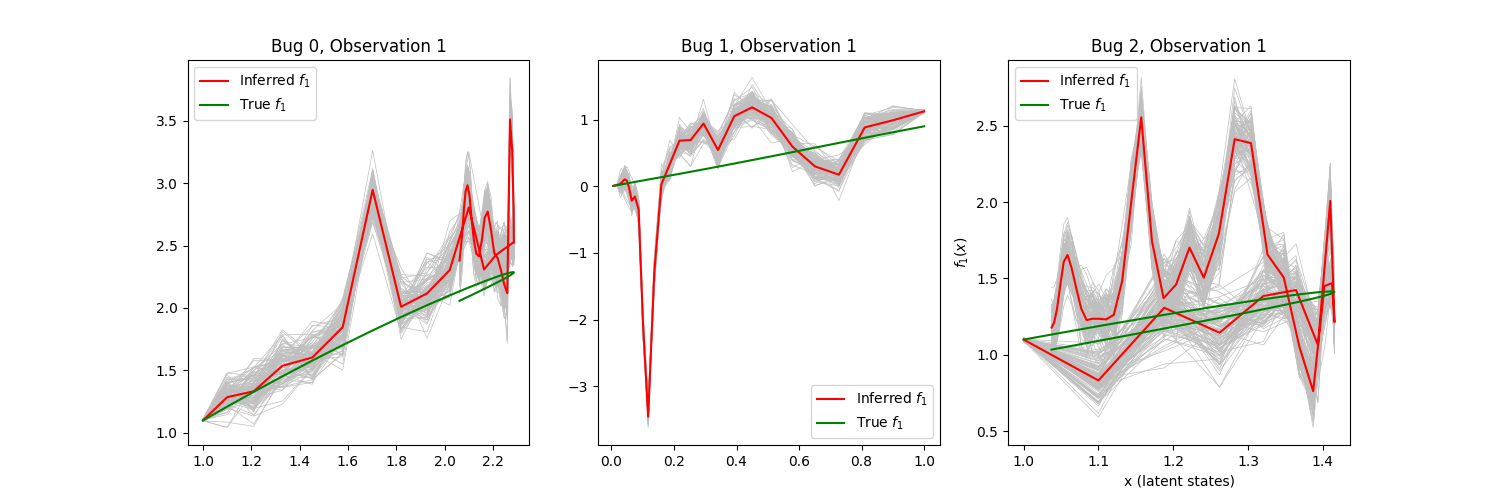 Bug 0, Observation 1
Inferred f₁
True f₁
3.5
3.0
2.5
2.0
1.5
1.0
1.0 1.2 1.4 1.6 1.8 2.0 2.2
Bug 1, Observation 1
1
0
−1
−2
−3
Inferred f₁
True f₁
0.0 0.2 0.4 0.6 0.8 1.0
Bug 2, Observation 1
Inferred f₁
True f₁
f₁(x)
2.5
2.0
1.5
1.0
0.5
1.0 1.1 1.2 1.3 1.4
x (latent states)